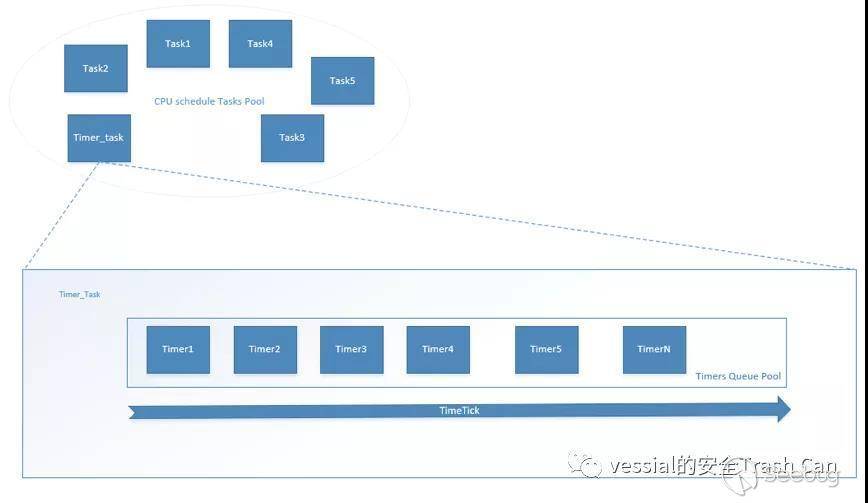 Task1
Task4
Task2
Task5
CPU schedule Tasks Pool
Timer_task
Task3
Timer_Task
Timer1
Timer2
Timer3
Timer4
Timer5
TimerN
Timers Queue Pool
TimeTick
vessial的安全Trash Can
Seebug